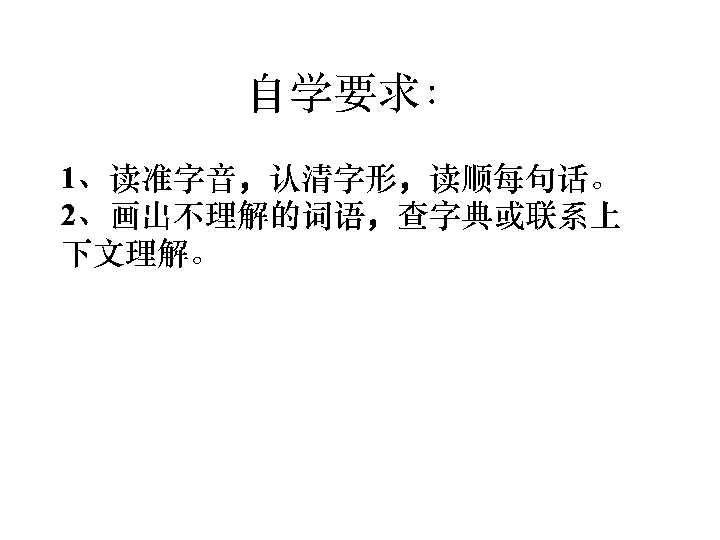 自学要求：
1、读准字音，认清字形，读顺每句话。
2、画出不理解的词语，查字典或联系上
下文理解。